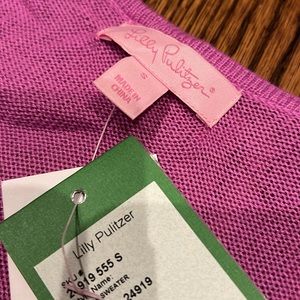 Lilly Pulitzer®
S
MADE IN
CHINA
Lilly Pulitzer
919 555 S
Name:
SWEATER
24919